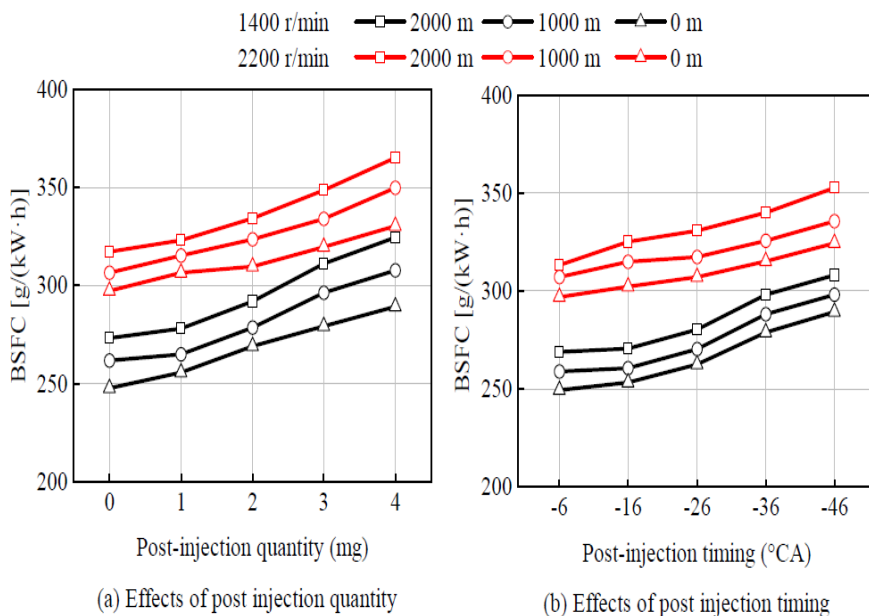 1400 r/min 2000 m 1000 m 0 m
2200 r/min 2000 m 1000 m 0 m
400
350
300
250
200
BSFC [g/(kW·h)]
0 1 2 3 4
Post-injection quantity (mg)
(a) Effects of post injection quantity
400
350
300
250
200
BSFC [g/(kW·h)]
-6 -16 -26 -36 -46
Post-injection timing (°CA)
(b) Effects of post injection timing